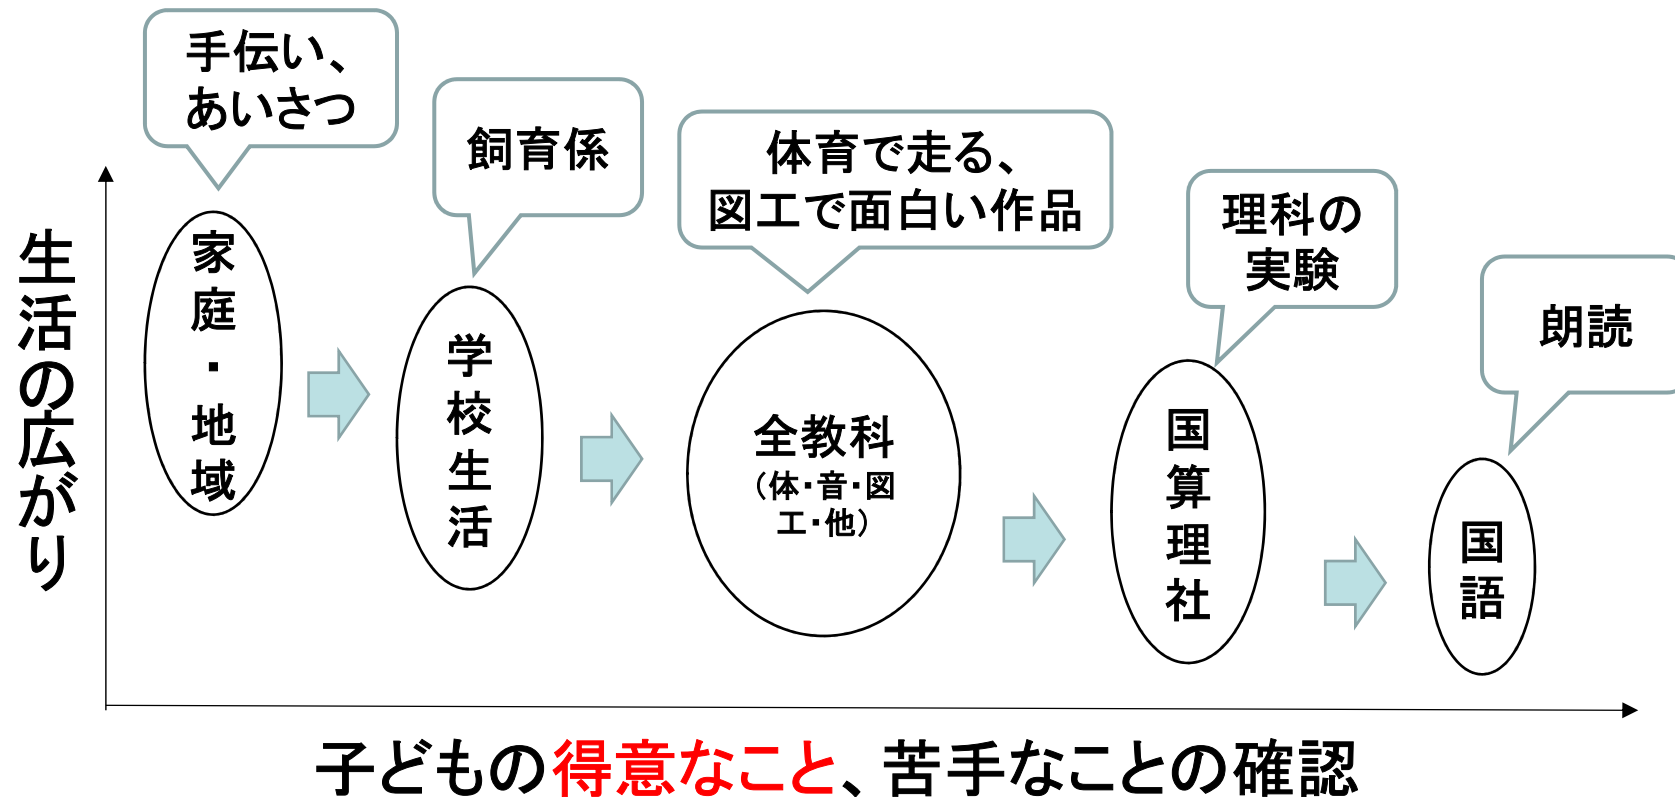 手伝い、
あいさつ
飼育係
体育で走る、
図工で面白い作品
理科の
実験
朗読
生活の広がり
家庭・地域
学校生活
全教科
（体・音・図
工・他）
国算理社
国語
子どもの得意なこと、苦手なことの確認